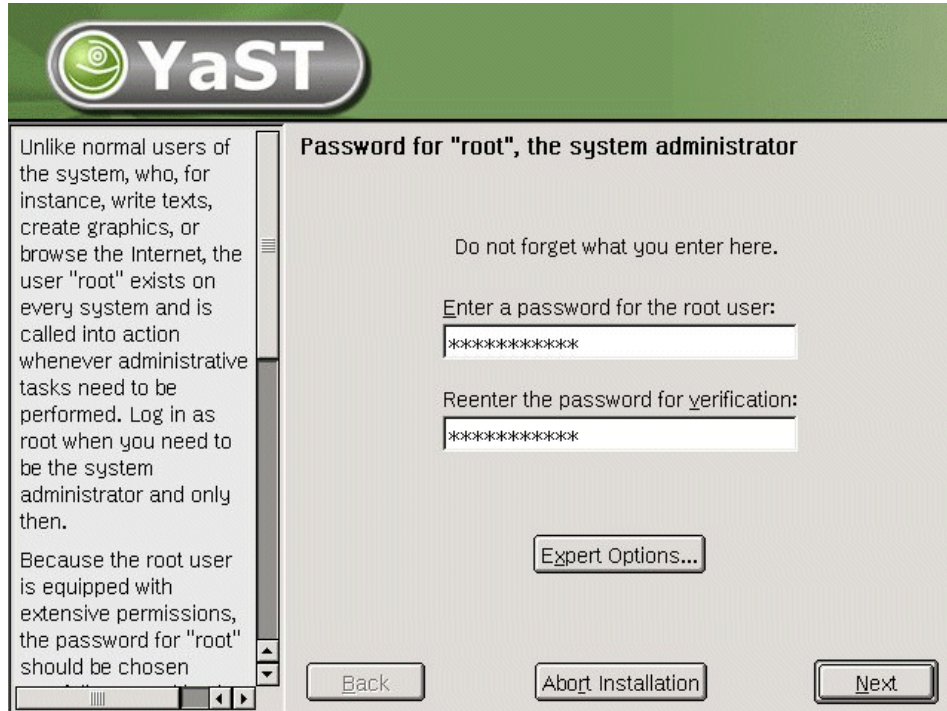 YaST
Unlike normal users of
the system, who, for
instance, write texts,
create graphics, or
browse the Internet, the
user "root" exists on
every system and is
called into action
whenever administrative
tasks need to be
performed. Log in as
root when you need to
be the system
administrator and only
then.
Because the root user
is equipped with
extensive permissions,
the password for "root"
should be chosen
Password for "root", the system administrator
Do not forget what you enter here.
Enter a password for the root user:
***********
Reenter the password for verification:
***********
Expert Options...
Back
Abort Installation
Next